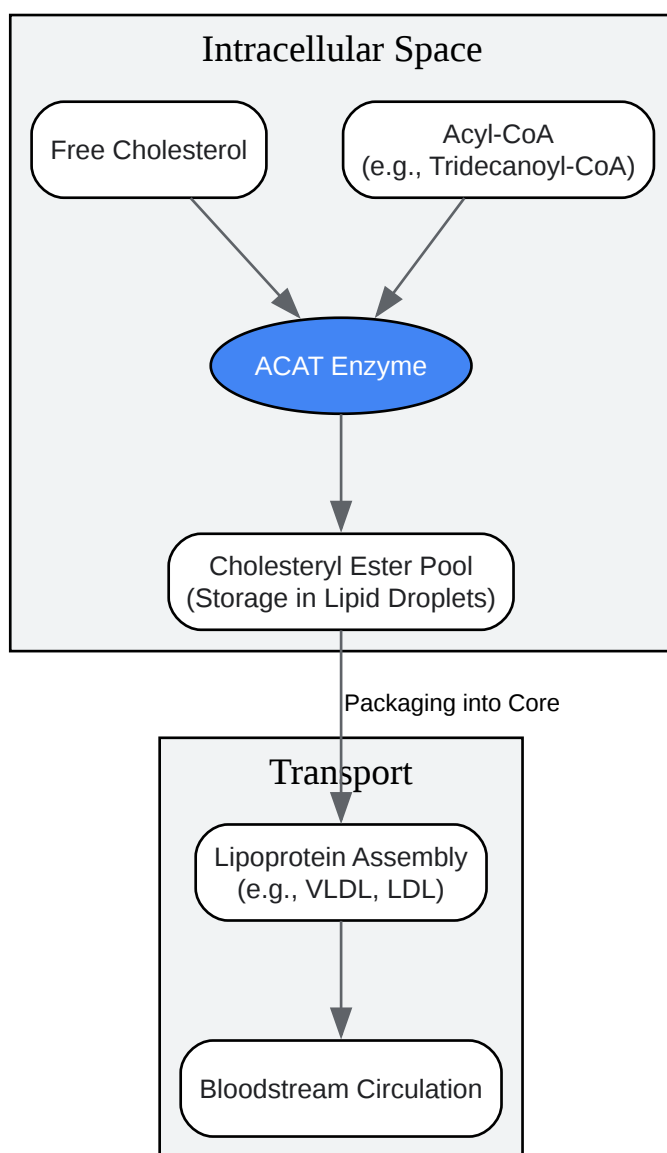 Intracellular Space
Free Cholesterol
Acyl-CoA
(e.g., Tridecanoyl-CoA)
ACAT Enzyme
Cholesteryl Ester Pool
(Storage in Lipid Droplets)
Packaging into Core
Transport
Lipoprotein Assembly
(e.g., VLDL, LDL)
Bloodstream Circulation